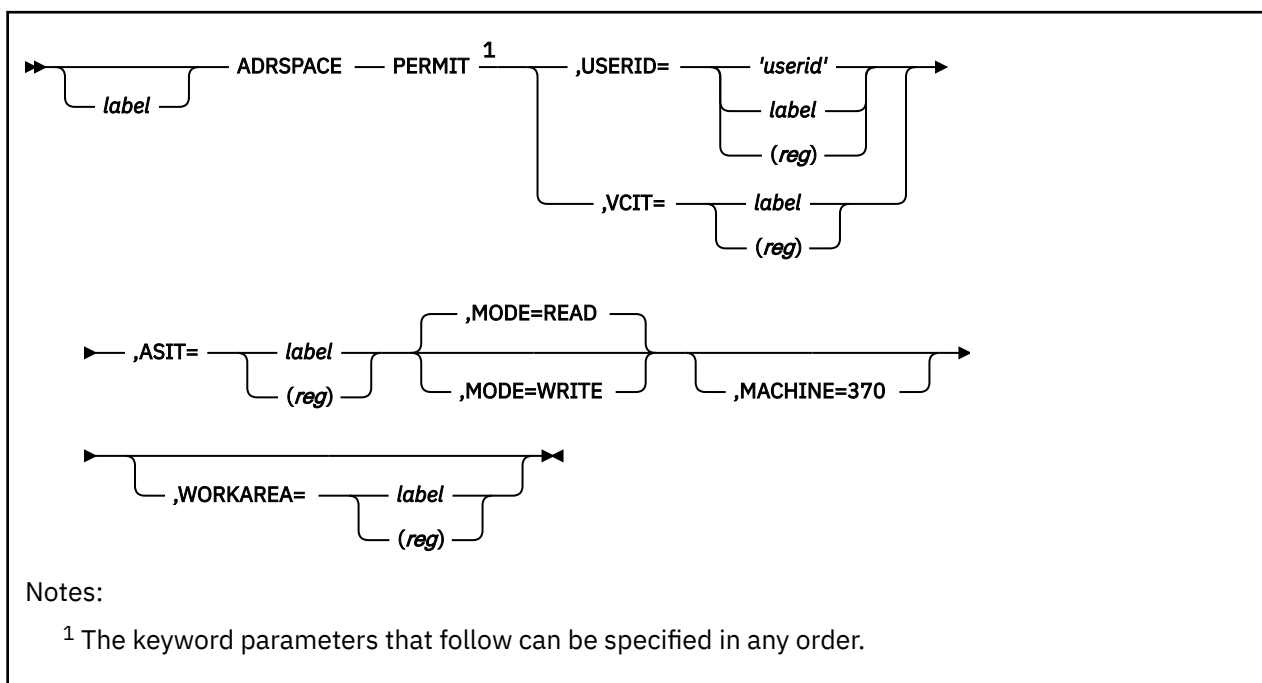 ADRSPACE PERMIT 1 ,USERID= 'userid'
label label
(reg)
,VCIT= label
(reg)
,MODE=READ
,ASIT= label
(reg) ,MODE=WRITE ,MACHINE=370
,WORKAREA= label
(reg)
Notes:
1 The keyword parameters that follow can be specified in any order.